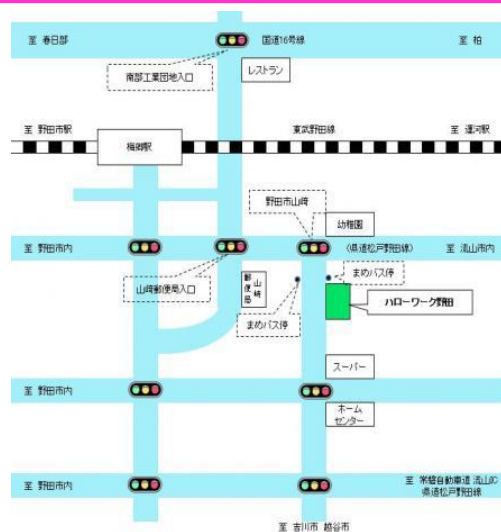 至 春日部
国道16号線
至 柏
南部工業団地入口
レストラン
至 野田市駅
梅郷駅
東武野田線
至 運河駅
野田市山崎
幼稚園
至 野田市内
(県道松戸野田線)
至 流山市内
山崎郵便局入口
山崎
郵便局
まめバス停
まめバス停
ハローワーク野田
スーパー
至 野田市内
ホーム
センター
至 野田市内
至 常磐自動車道 流山IC
県道松戸野田線
至 吉川市 越谷市